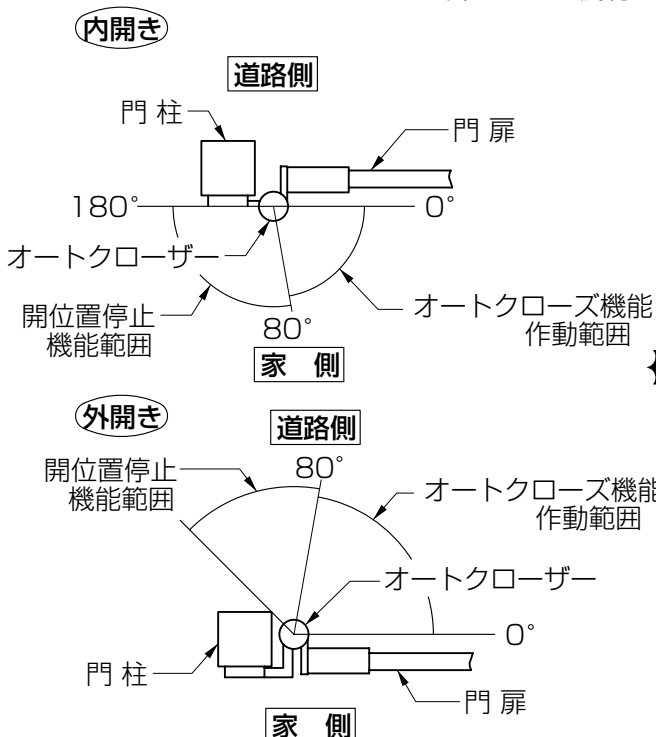 内開き
道路側
門 柱
門 扉
180°
0°
オートクローザー
開位置停止
機能範囲
80°
オートクローズ機能
作動範囲
家 側
外開き
道路側
開位置停止
機能範囲
80°
オートクローズ機能
作動範囲
オートクローザー
0°
門 柱
門 扉
家 側